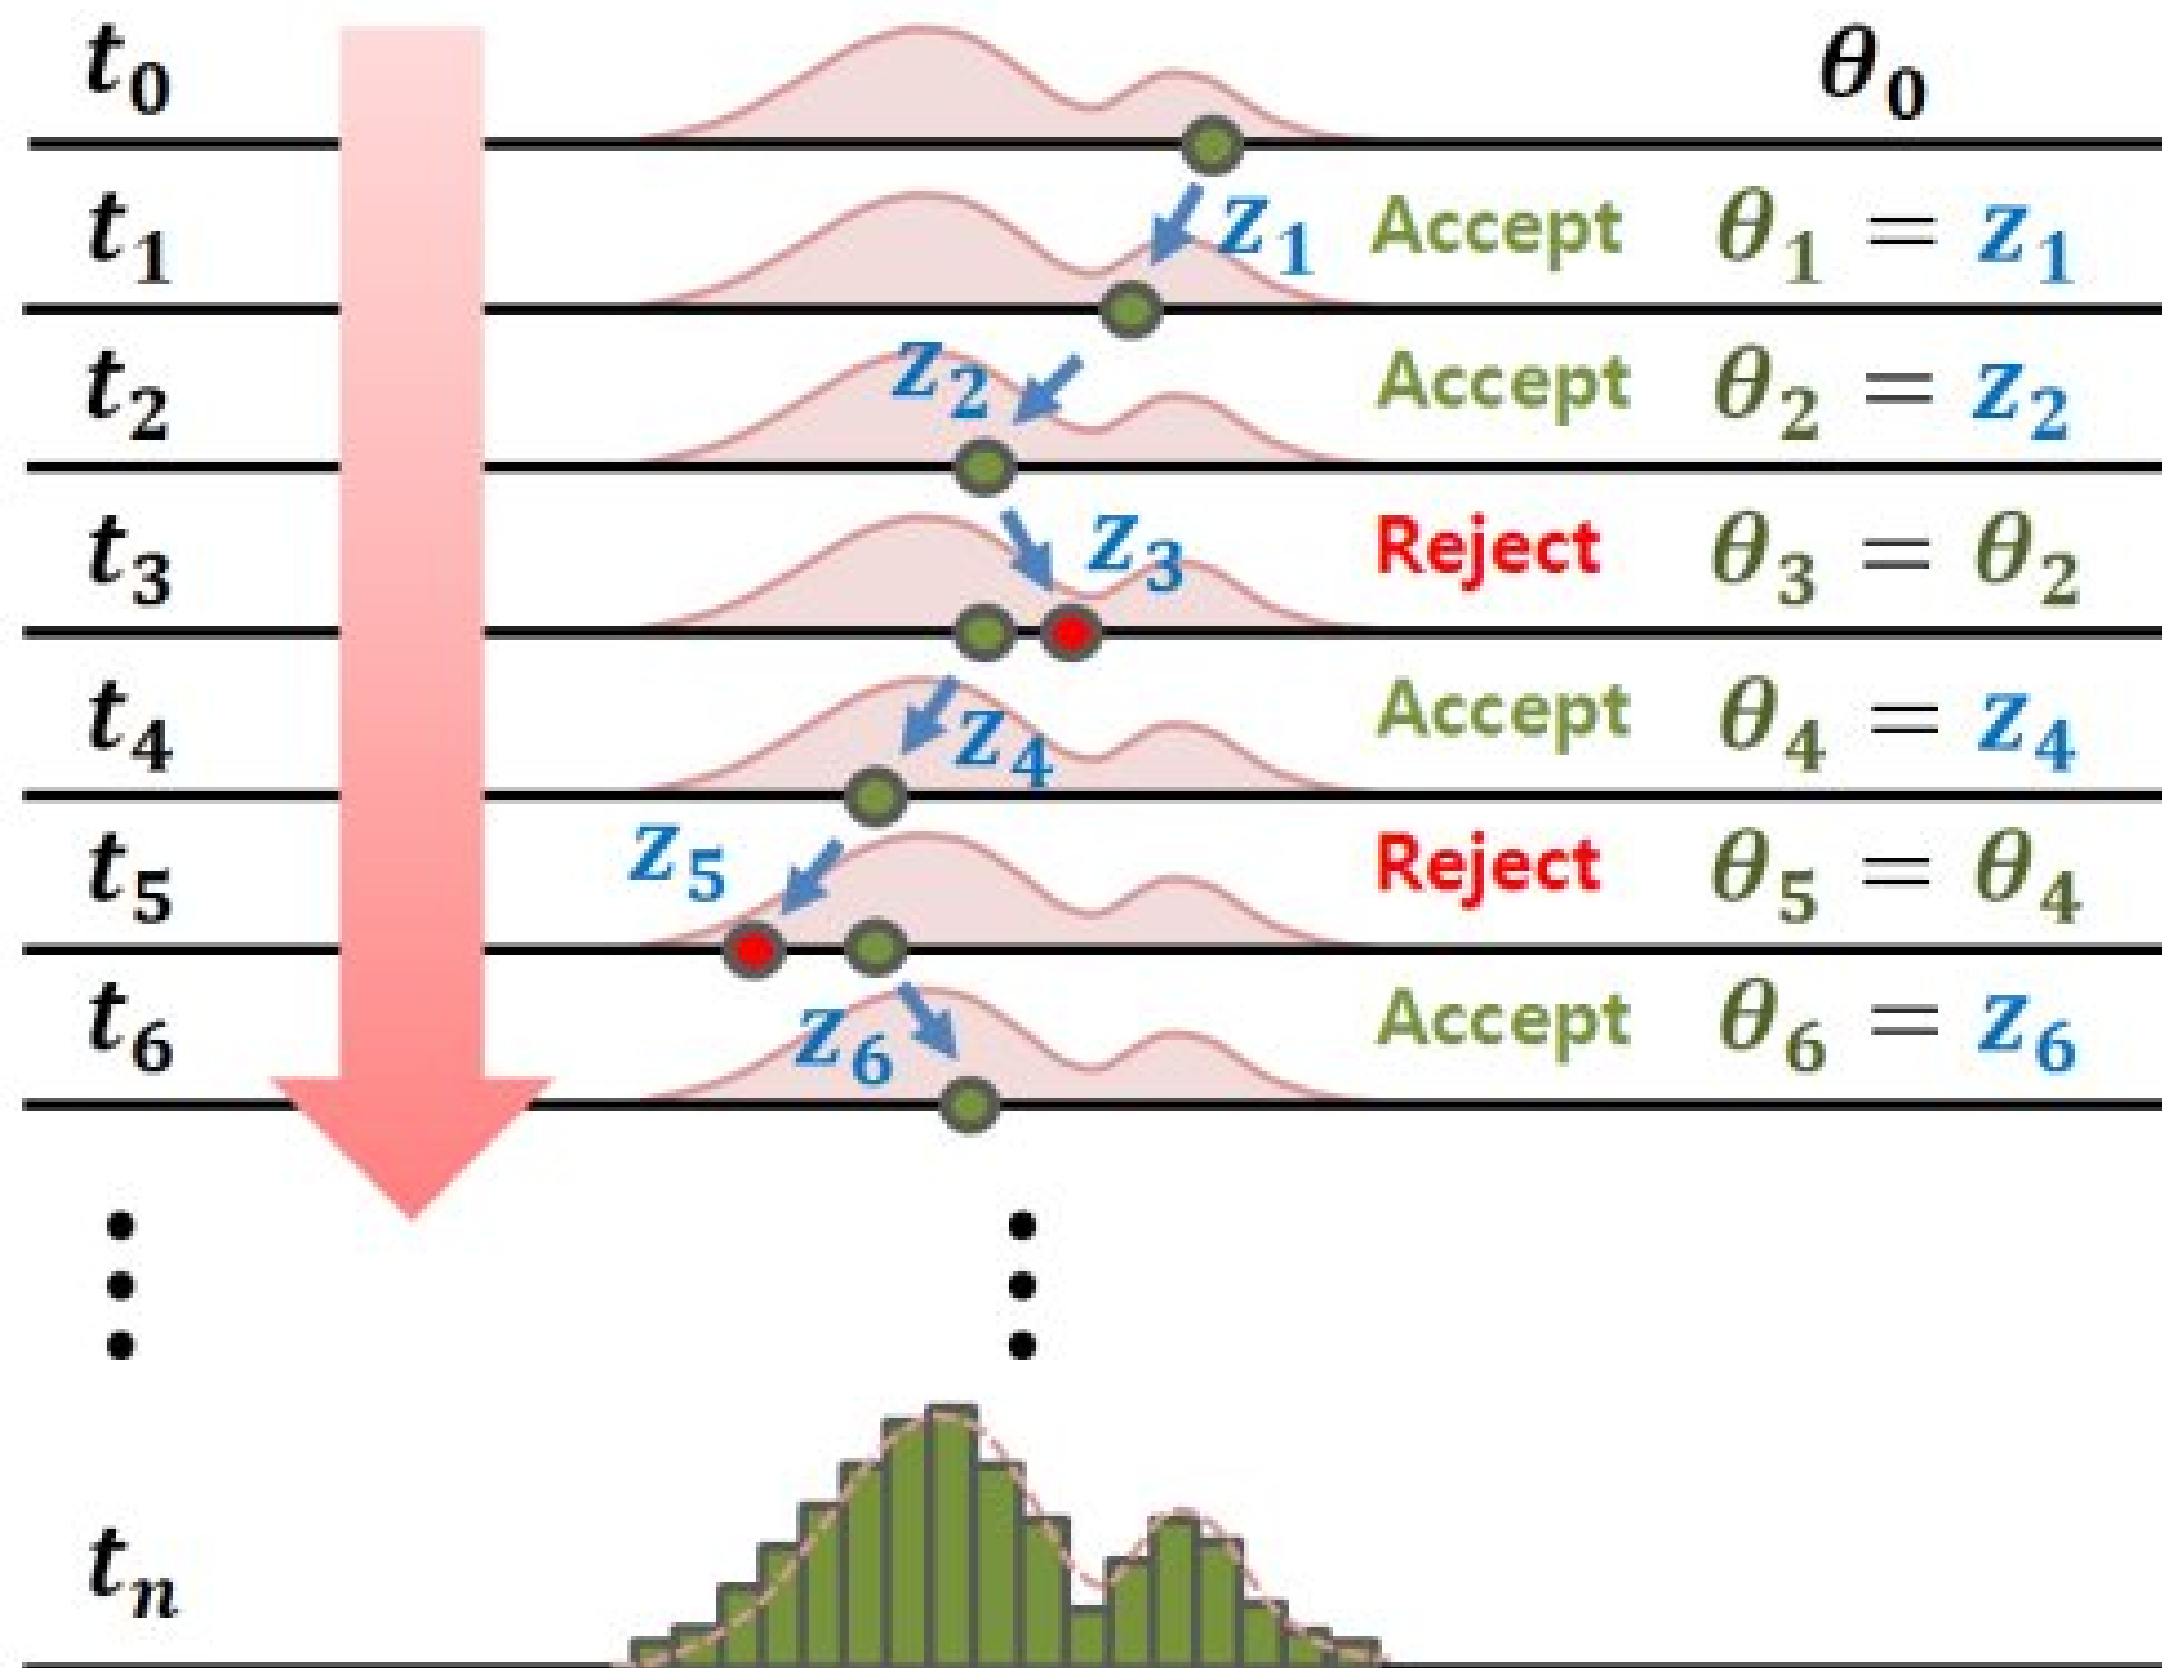 t₀ θ₀
t₁ z₁ Accept θ₁ = z₁
t₂ z₂ Accept θ₂ = z₂
t₃ z₃ Reject θ₃ = θ₂
t₄ z₄ Accept θ₄ = z₄
t₅ z₅ Reject θ₅ = θ₄
t₆ z₆ Accept θ₆ = z₆
tₙ